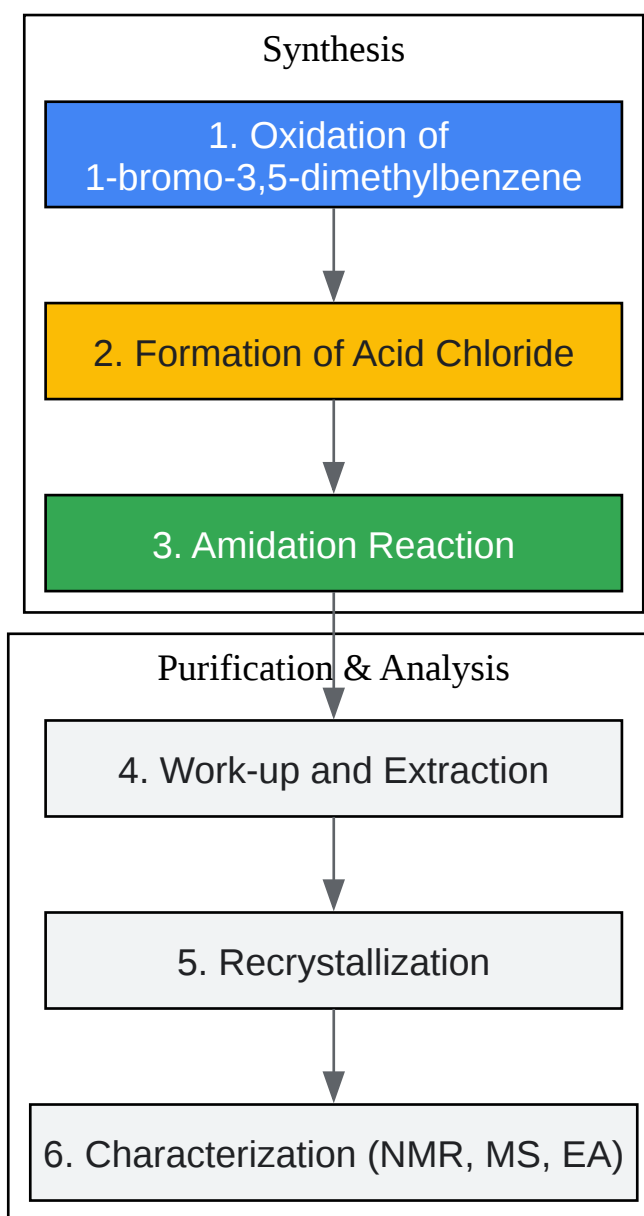 Synthesis
1. Oxidation of
1-bromo-3,5-dimethylbenzene
2. Formation of Acid Chloride
3. Amidation Reaction
Purification & Analysis
4. Work-up and Extraction
5. Recrystallization
6. Characterization (NMR, MS, EA)